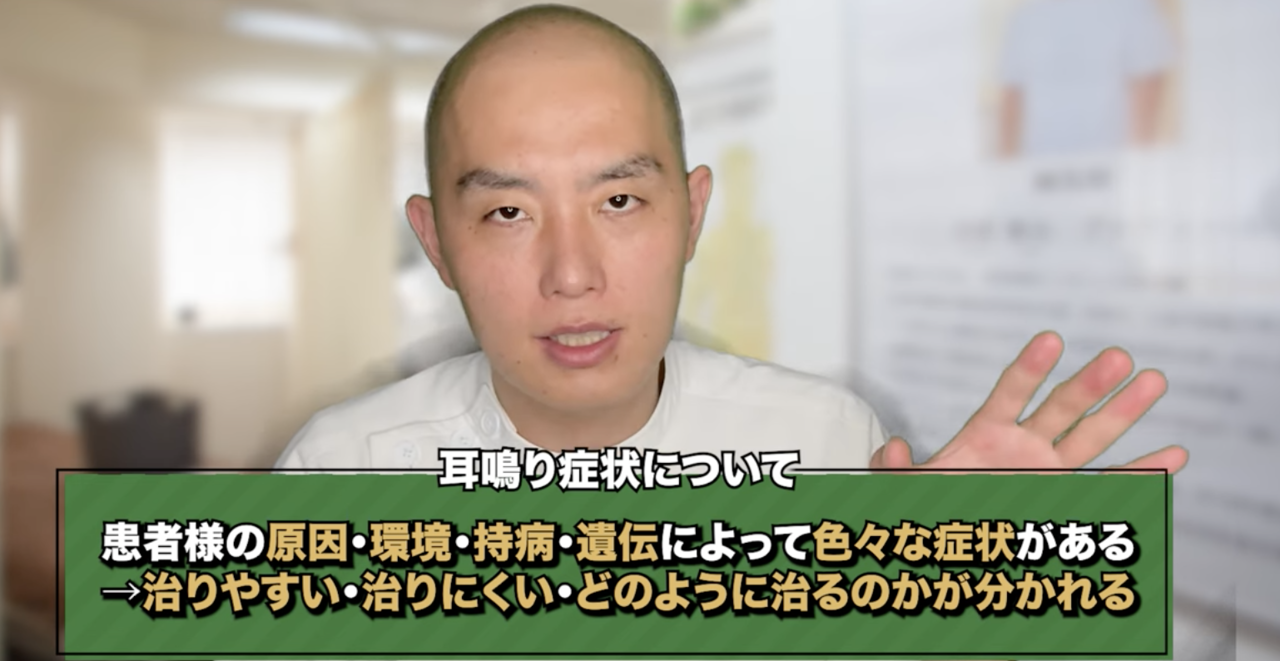 耳鳴り症状について
患者様の原因・環境・持病・遺伝によって色々な症状がある
→治りやすい・治りにくい・どのように治るのかが分かれる